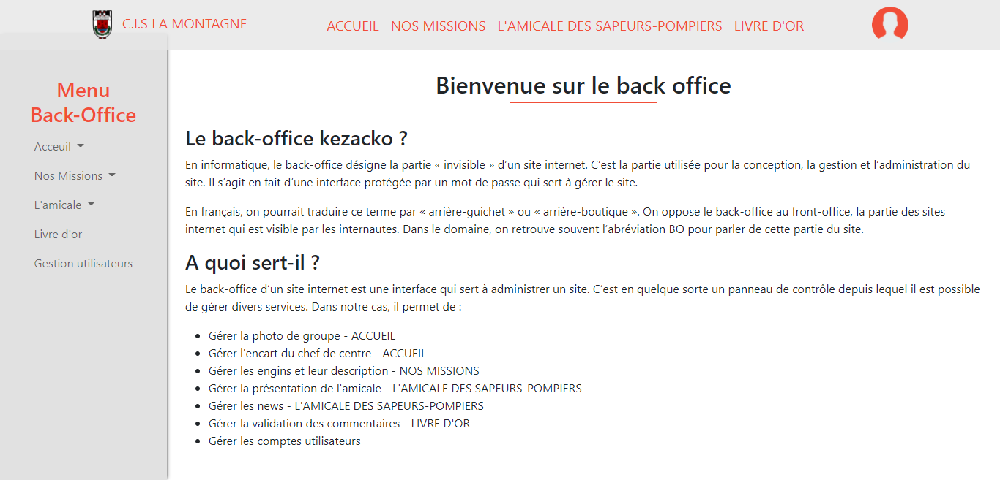 C.I.S LA MONTAGNE
ACCUEIL NOS MISSIONS L'AMICALE DES SAPEURS-POMPIERS LIVRE D'OR
Menu
Back-Office
Acceuil
Nos Missions
L'amicale
Livre d'or
Gestion utilisateurs
Bienvenue sur le back office
Le back-office kezacko ?
En informatique, le back-office désigne la partie « invisible » d’un site internet. C’est la partie utilisée pour la conception, la gestion et l’administration du
site. Il s’agit en fait d’une interface protégée par un mot de passe qui sert à gérer le site.
En français, on pourrait traduire ce terme par « arrière-guichet » ou « arrière-boutique ». On oppose le back-office au front-office, la partie des sites
internet qui est visible par les internautes. Dans le domaine, on retrouve souvent l’abréviation BO pour parler de cette partie du site.
A quoi sert-il ?
Le back-office d’un site internet est une interface qui sert à administrer un site. C’est en quelque sorte un panneau de contrôle depuis lequel il est possible
de gérer divers services. Dans notre cas, il permet de :
Gérer la photo de groupe - ACCUEIL
Gérer l'encart du chef de centre - ACCUEIL
Gérer les engins et leur description - NOS MISSIONS
Gérer la présentation de l'amicale - L'AMICALE DES SAPEURS-POMPIERS
Gérer les news - L'AMICALE DES SAPEURS-POMPIERS
Gérer la validation des commentaires - LIVRE D'OR
Gérer les comptes utilisateurs